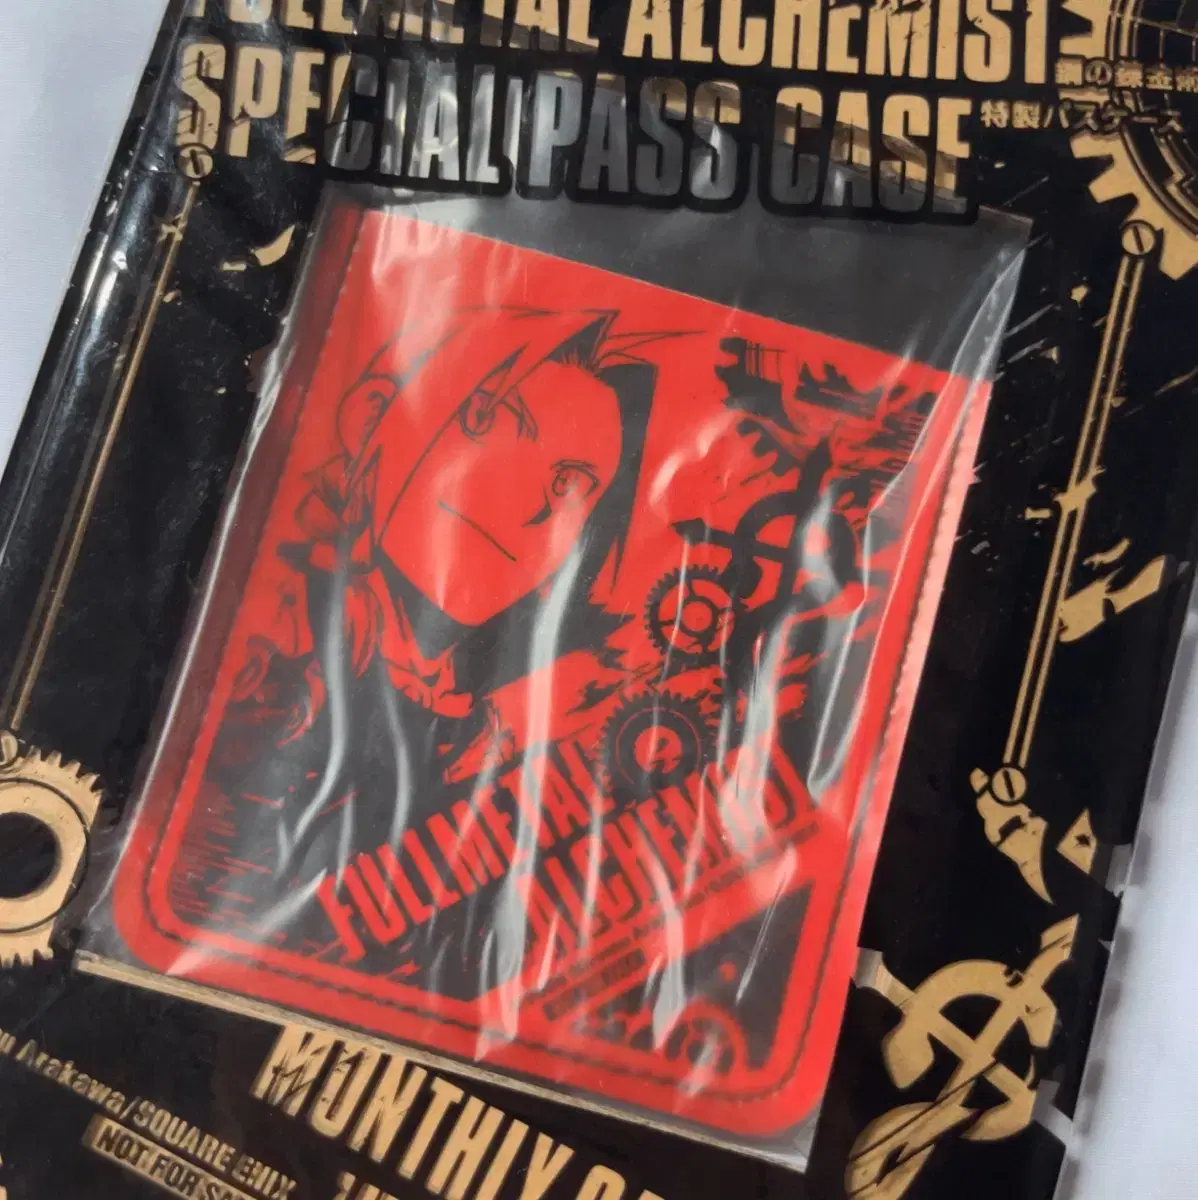 FULLMETAL ALCHEMIST
鋼の錬金術
SPECIAL PASS CASE
特製パスケース
FULLMETAL
ALCHEMIST
MONTHLY
Arakawa/SQUARE ENIX
NOT FOR